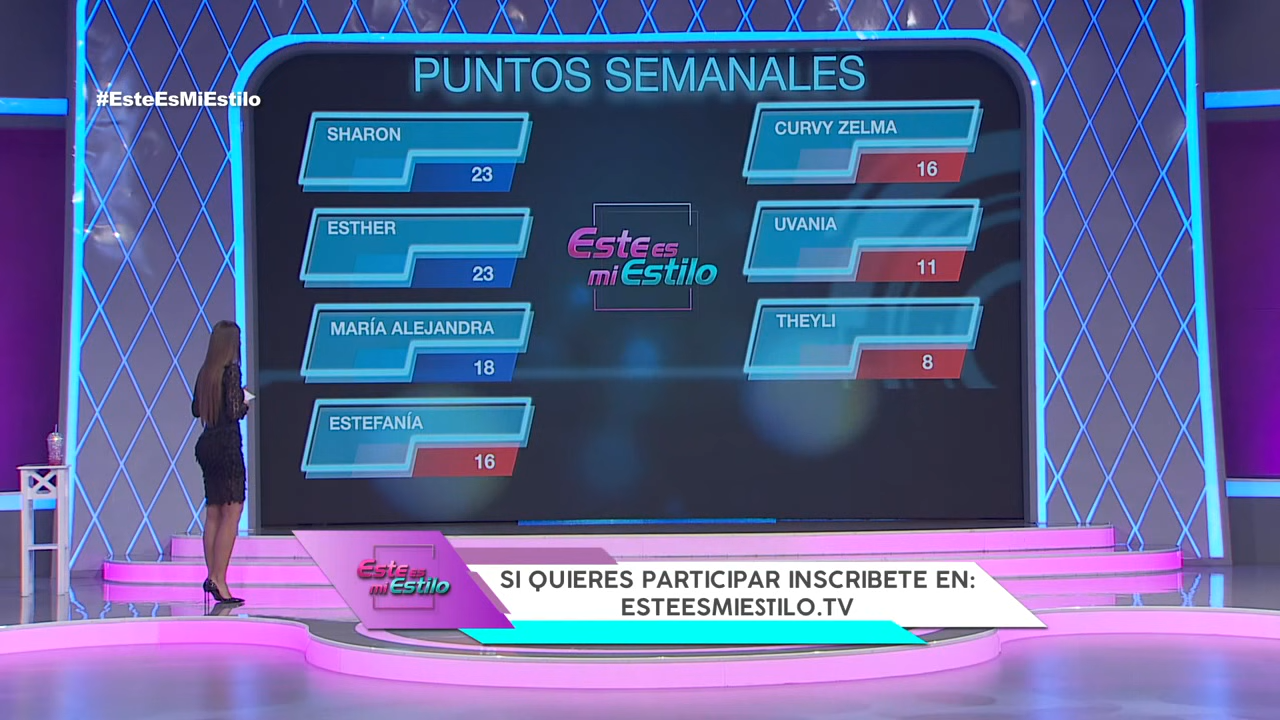 PUNTOS SEMANALES
#EsteEsMiEstilo
SHARON
23
ESTHER
23
MARÍA ALEJANDRA
18
ESTEFANÍA
16
Este es
mi Estilo
CURVY ZELMA
16
UVANIA
11
THEYLI
8
Este es
mi Estilo
SI QUIERES PARTICIPAR INSCRIBETE EN:
ESTEESMIESTILO.TV